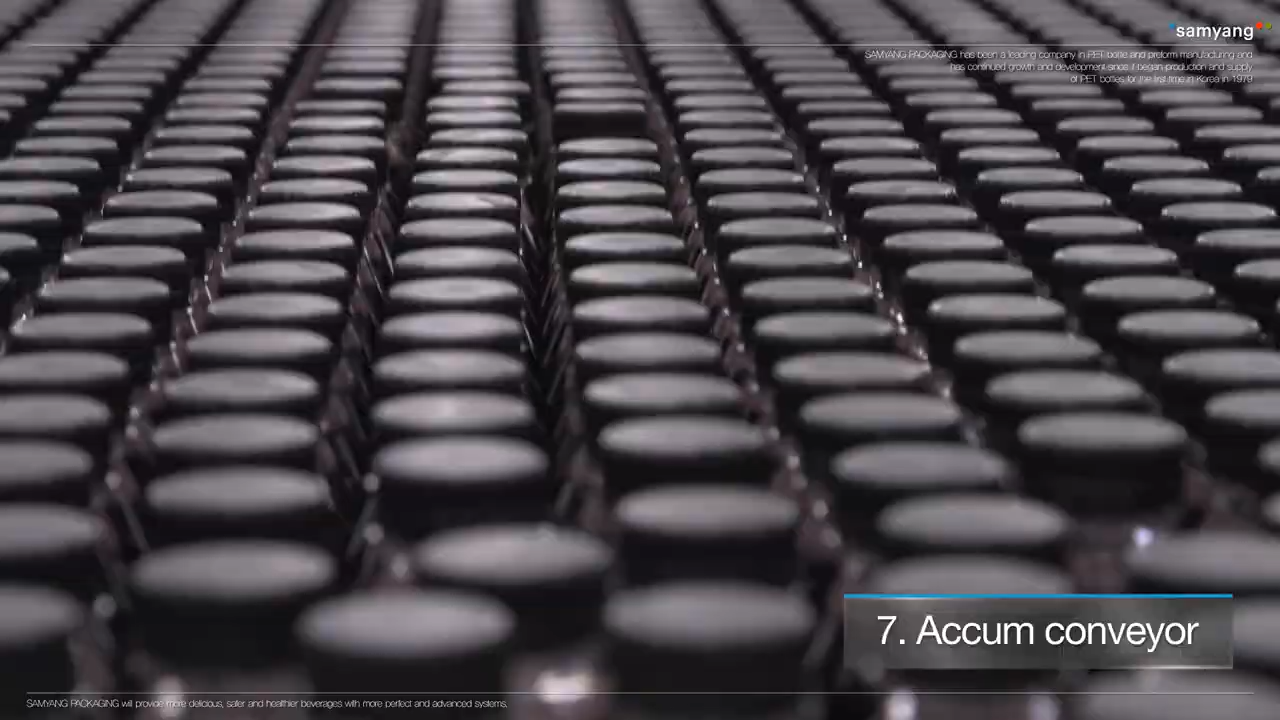 samyang
SAMYANG PACKAGING has been a leading company in PET bottle and preform manufacturing and
has continued growth and development since it began production and supply
of PET bottles for the first time in Korea in 1979
7. Accum conveyor
SAMYANG PACKAGING will provide more delicious, safer and healthier beverages with more perfect and advanced systems.